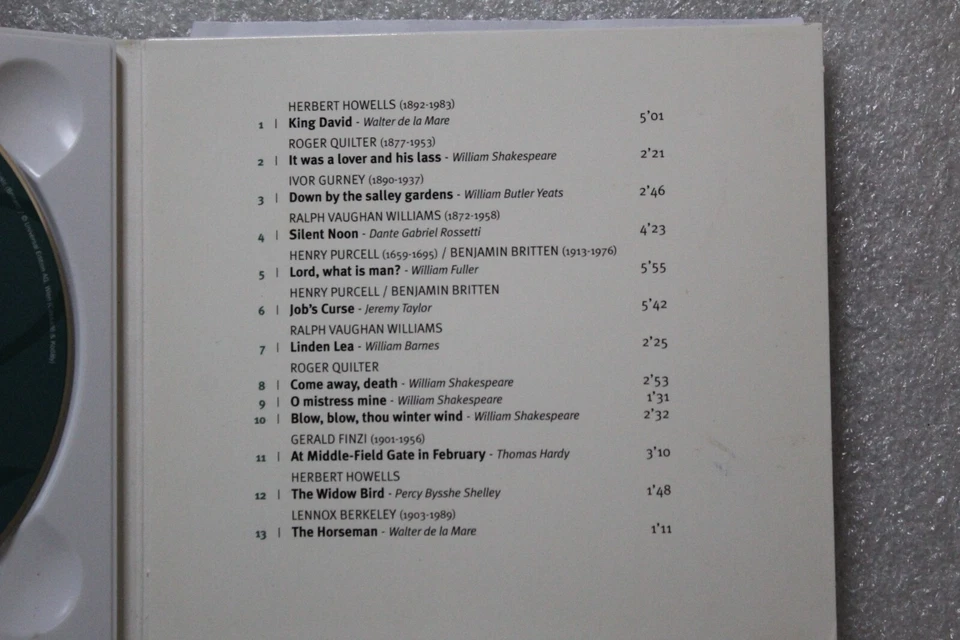 HERBERT HOWELLS (1892-1983)
1 | King David - Walter de la Mare 5'01
ROGER QUILTER (1877-1953)
2 | It was a lover and his lass - William Shakespeare 2'21
IVOR GURNEY (1890-1937)
3 | Down by the salley gardens - William Butler Yeats 2'46
RALPH VAUGHAN WILLIAMS (1872-1958)
4 | Silent Noon - Dante Gabriel Rossetti 4'23
HENRY PURCELL (1659-1695) / BENJAMIN BRITTEN (1913-1976)
5 | Lord, what is man? - William Fuller 5'55
HENRY PURCELL / BENJAMIN BRITTEN
6 | Job's Curse - Jeremy Taylor 5'42
RALPH VAUGHAN WILLIAMS
7 | Linden Lea - William Barnes 2'25
ROGER QUILTER
8 | Come away, death - William Shakespeare 2'53
9 | O mistress mine - William Shakespeare 1'31
10 | Blow, blow, thou winter wind - William Shakespeare 2'32
GERALD FINZI (1901-1956)
11 | At Middle-Field Gate in February - Thomas Hardy 3'10
HERBERT HOWELLS
12 | The Widow Bird - Percy Bysshe Shelley 1'48
LENNOX BERKELEY (1903-1989)
13 | The Horseman - Walter de la Mare 1'11